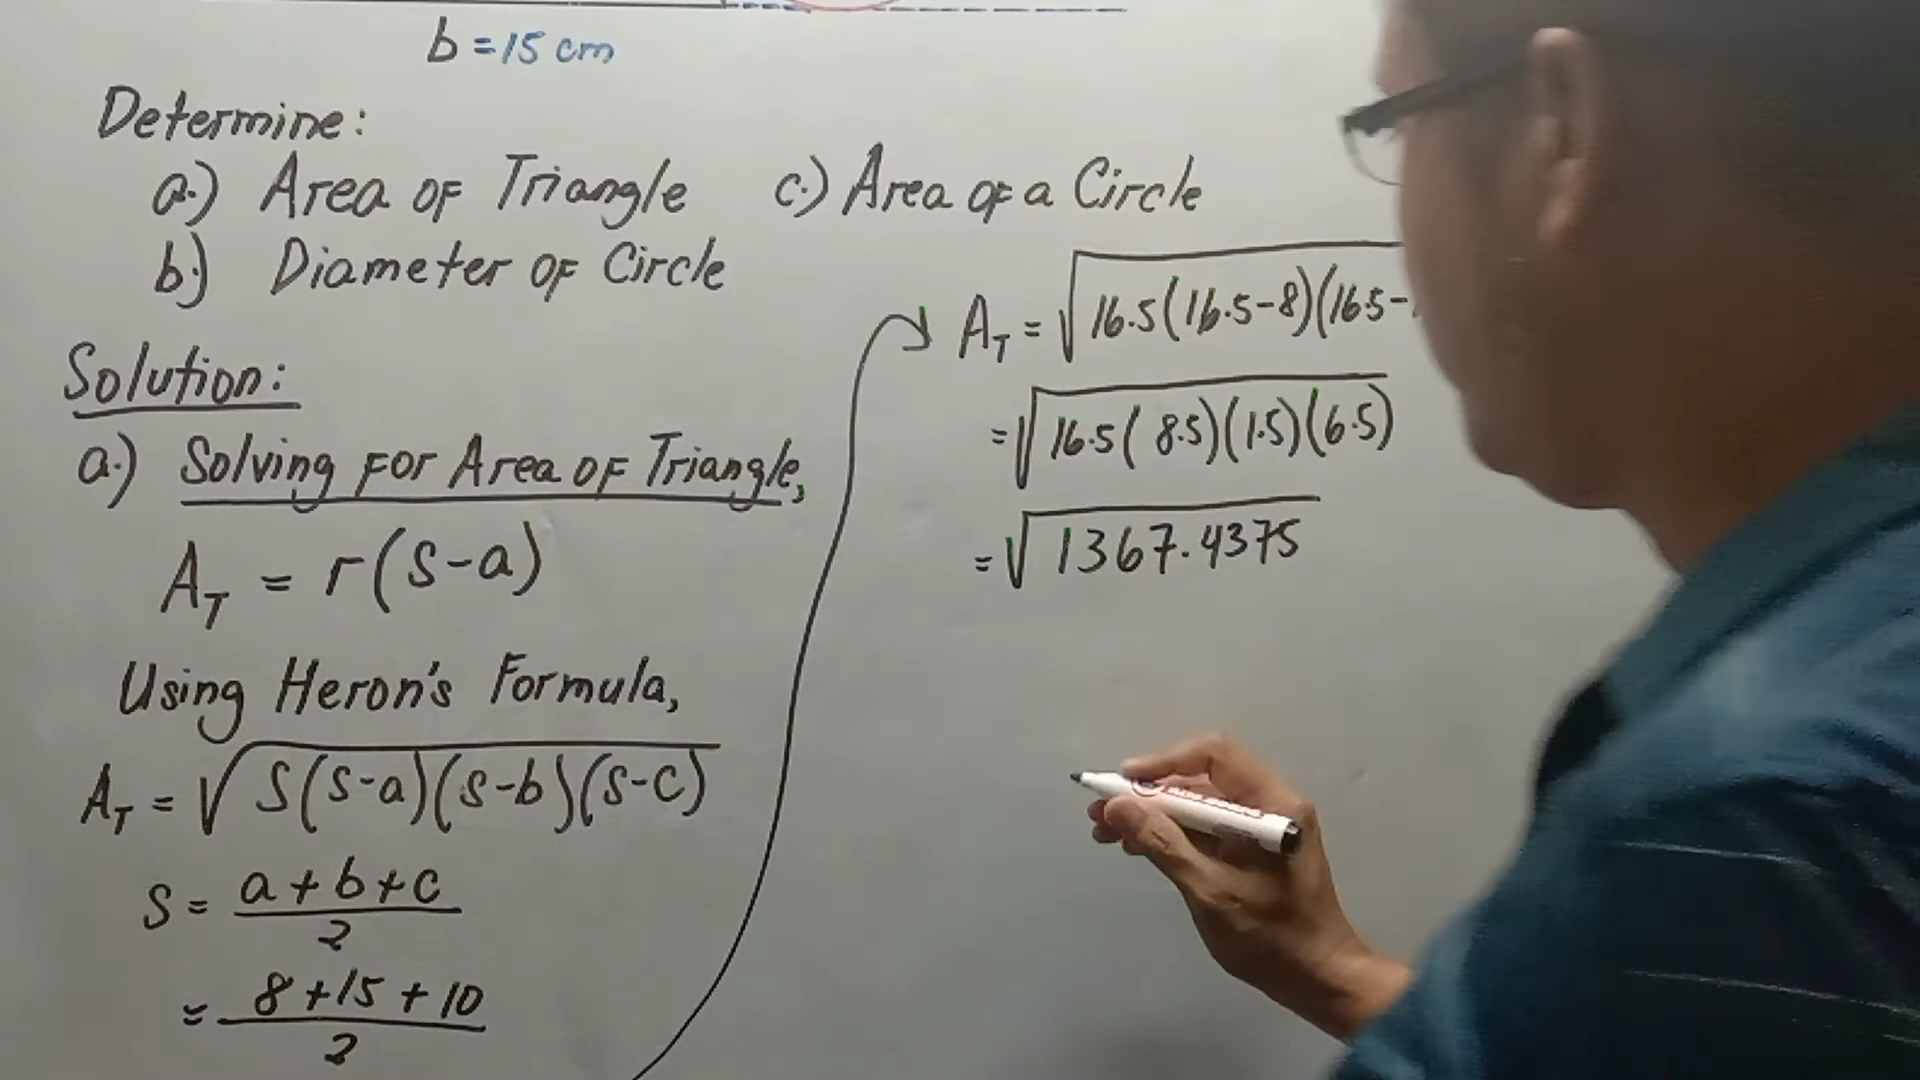 b = 15 cm
Determine:
a.) Area of Triangle
b.) Diameter of Circle
c.) Area of a Circle
Solution:
a.) Solving for Area of Triangle,
A_T = r(s-a)
Using Heron's Formula,
A_T = √S(s-a)(s-b)(s-c)
S = a+b+c / 2
= 8+15+10 / 2
A_T = √16.5(16.5-8)(16.5-
= √16.5(8.5)(1.5)(6.5)
= √1367.4375